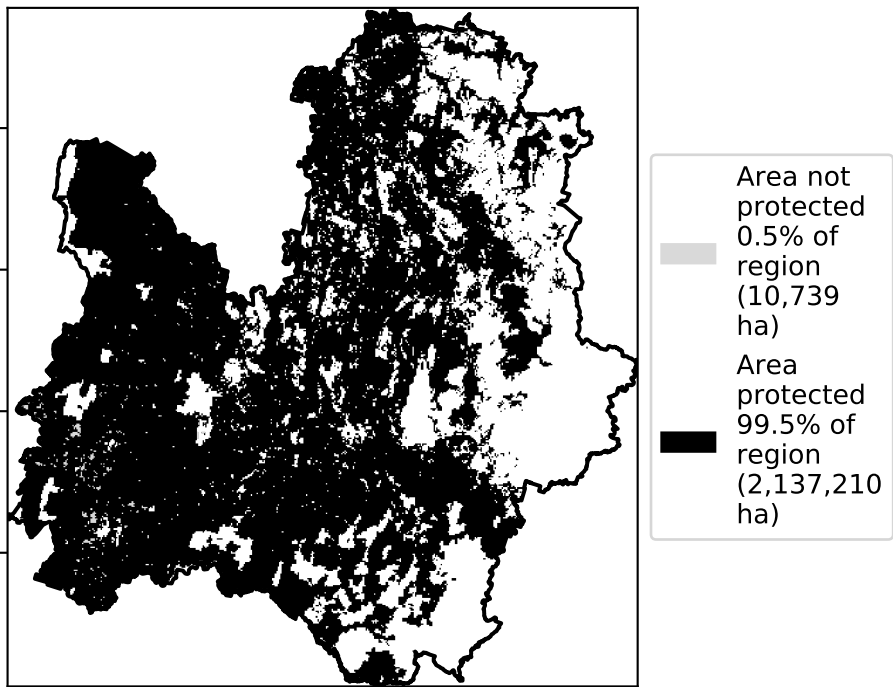 Area not
protected
0.5% of
region
(10,739
ha)
Area
protected
99.5% of
region
(2,137,210
ha)